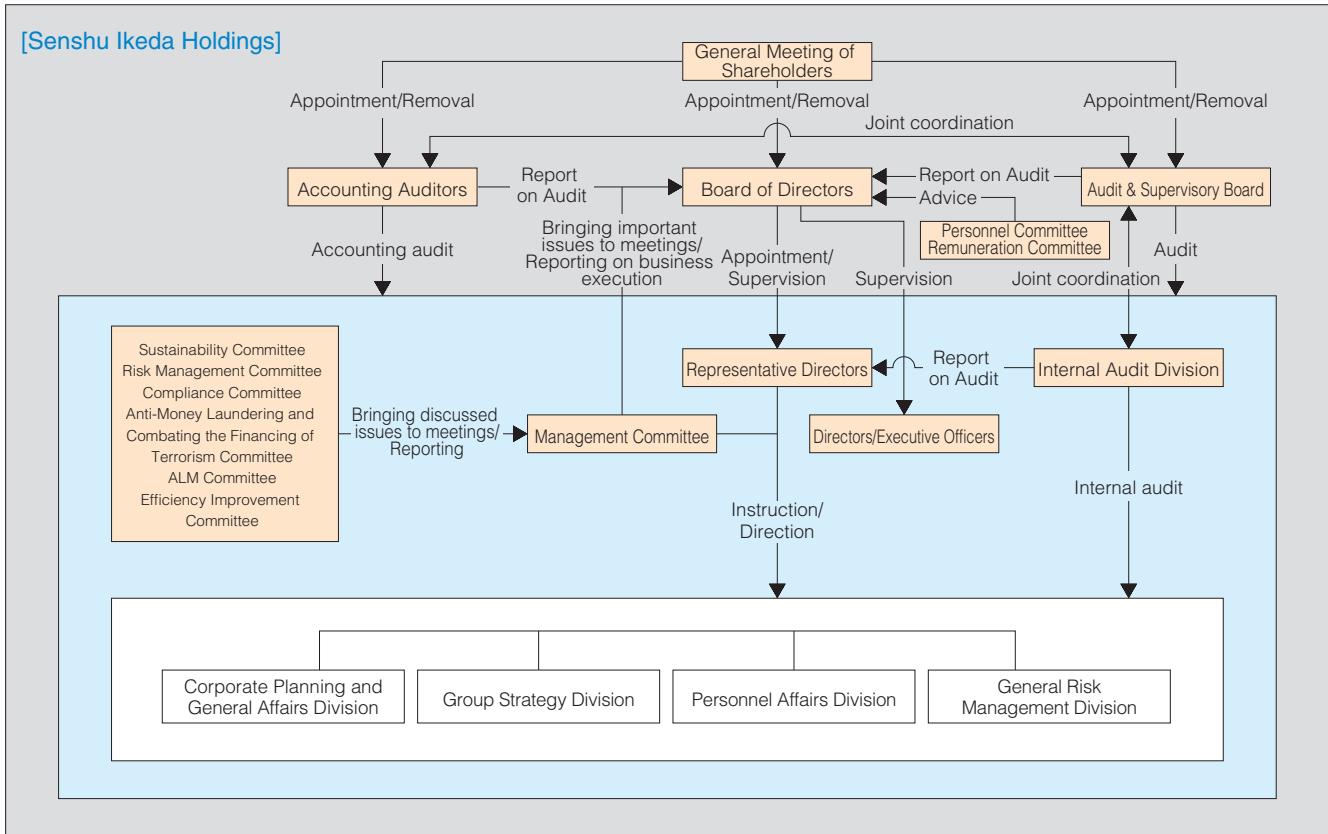 [Senshu Ikeda Holdings]
General Meeting of
Shareholders
Appointment/Removal
Appointment/Removal
Appointment/Removal
Joint coordination
Accounting Auditors
Report
on Audit
Board of Directors
Report on Audit
Advice
Audit & Supervisory Board
Personnel Committee
Remuneration Committee
Accounting audit
Bringing important
issues to meetings/
Reporting on business
execution
Appointment/
Supervision
Supervision
Joint coordination
Audit
Sustainability Committee
Risk Management Committee
Compliance Committee
Anti-Money Laundering and
Combating the Financing of
Terrorism Committee
ALM Committee
Efficiency Improvement
Committee
Bringing discussed
issues to meetings/
Reporting
Management Committee
Representative Directors
Report
on Audit
Internal Audit Division
Directors/Executive Officers
Instruction/
Direction
Internal audit
Corporate Planning and
General Affairs Division
Group Strategy Division
Personnel Affairs Division
General Risk
Management Division